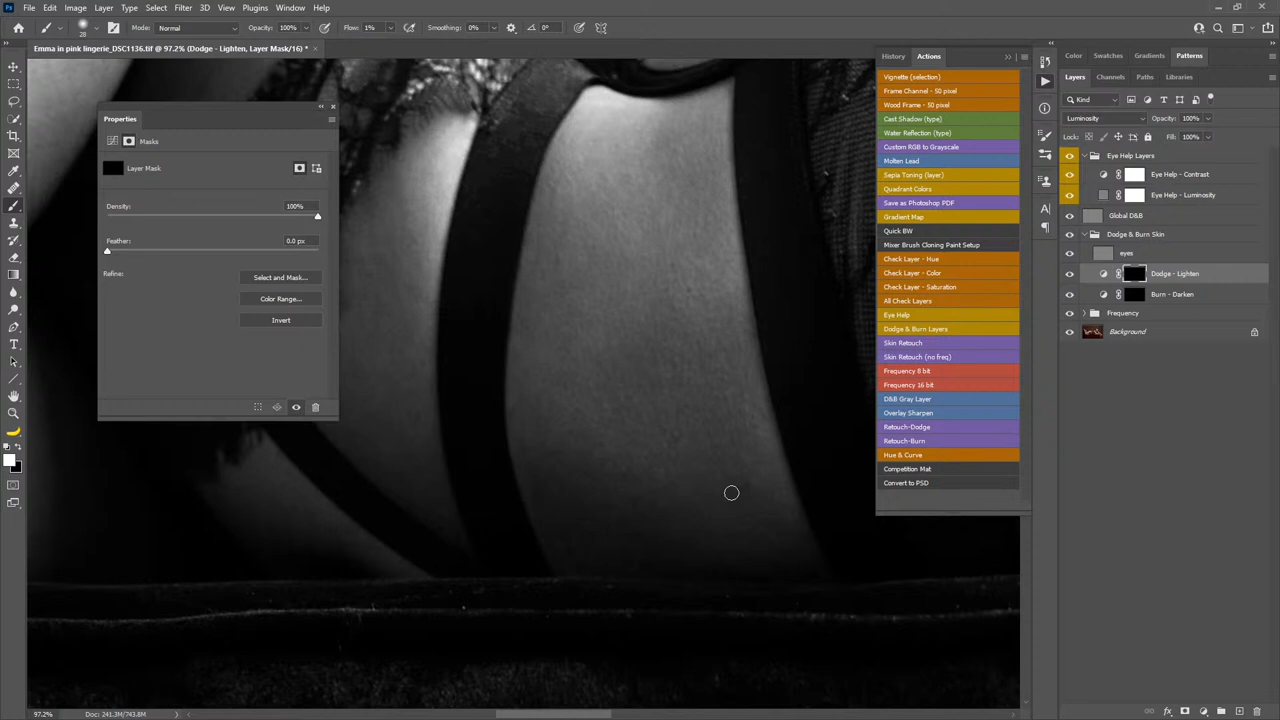 File Edit Image Layer Type Select Filter 3D View Plugins Window Help
28 Mode: Normal Opacity: 100% Flow: 1% Smoothing: 0% 0°
Emma in pink lingerie_DSC1136.tif @ 97.2% (Dodge - Lighten, Layer Mask/16) *
Properties
Masks
Layer Mask
Density: 100%
Feather: 0.0 px
Refine:
Select and Mask...
Color Range...
Invert
History Actions
Vignette (selection)
Frame Channel - 50 pixel
Wood Frame - 50 pixel
Cast Shadow (type)
Water Reflection (type)
Custom RGB to Grayscale
Molten Lead
Sepia Toning (layer)
Quadrant Colors
Save as Photoshop PDF
Gradient Map
Quick BW
Mixer Brush Cloning Paint Setup
Check Layer - Hue
Check Layer - Color
Check Layer - Saturation
All Check Layers
Eye Help
Dodge & Burn Layers
Skin Retouch
Skin Retouch (no freq)
Frequency 8 bit
Frequency 16 bit
D&B Gray Layer
Overlay Sharpen
Retouch-Dodge
Retouch-Burn
Hue & Curve
Competition Mat
Convert to PSD
Color Swatches Gradients Patterns
Layers Channels Paths Libraries
Kind
Luminosity Opacity: 100%
Lock: Fill: 100%
Eye Help Layers
Eye Help - Contrast
Eye Help - Luminosity
Global D&B
Dodge & Burn Skin
eyes
Dodge - Lighten
Burn - Darken
Frequency
Background
97.2% Doc: 241.3M/743.8M